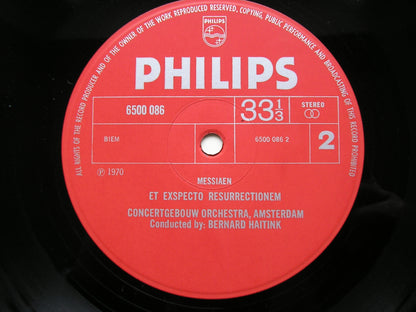 ALL RIGHTS OF THE RECORD PRODUCER AND OF THE OWNER OF THE WORK REPRODUCED RESERVED, COPYING, PUBLIC PERFORMANCE AND BROADCASTING OF THIS RECORD PROHIBITED
PHILIPS
PHILIPS
6500 086
33 1/3
STEREO
BIEM
6500 086 2
2
℗ 1970
MESSIAEN
ET EXSPECTO RESURRECTIONEM
CONCERTGEBOUW ORCHESTRA, AMSTERDAM
Conducted by: BERNARD HAITINK